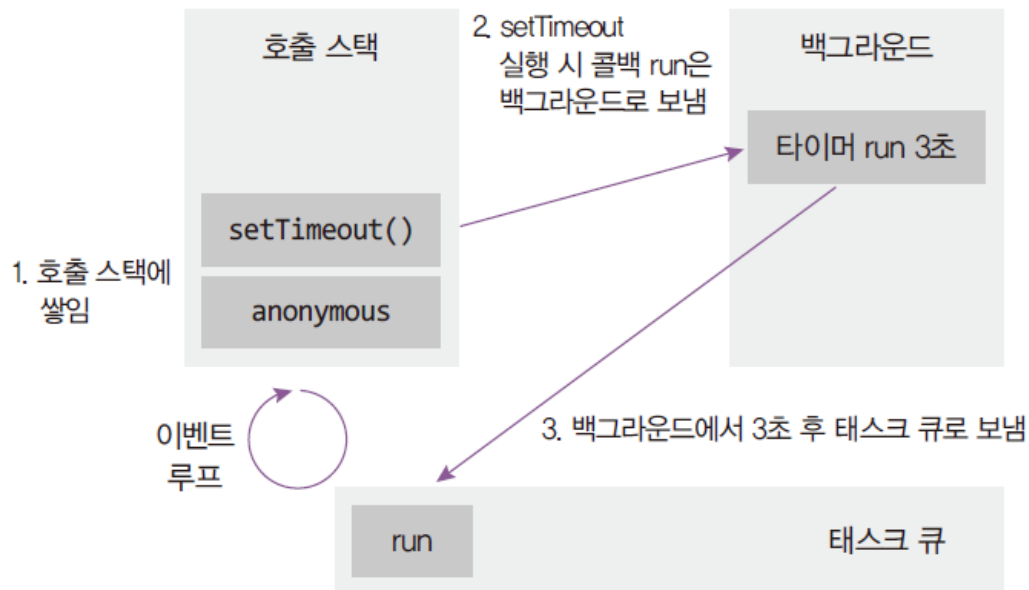 호출 스택
2. setTimeout
실행 시 콜백 run은
백그라운드로 보냄
백그라운드
타이머 run 3초
setTimeout()
1. 호출 스택에
쌓임
anonymous
이벤트
루프
3. 백그라운드에서 3초 후 태스크 큐로 보냄
run
태스크 큐